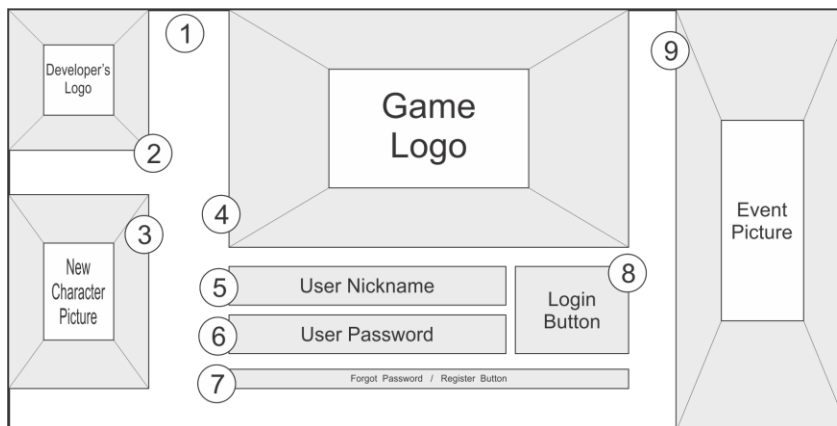 1
Developer's
Logo
2
New
Character
Picture
3
Game
Logo
4
5
User Nickname
6
User Password
7
Forgot Password / Register Button
8
Login
Button
9
Event
Picture